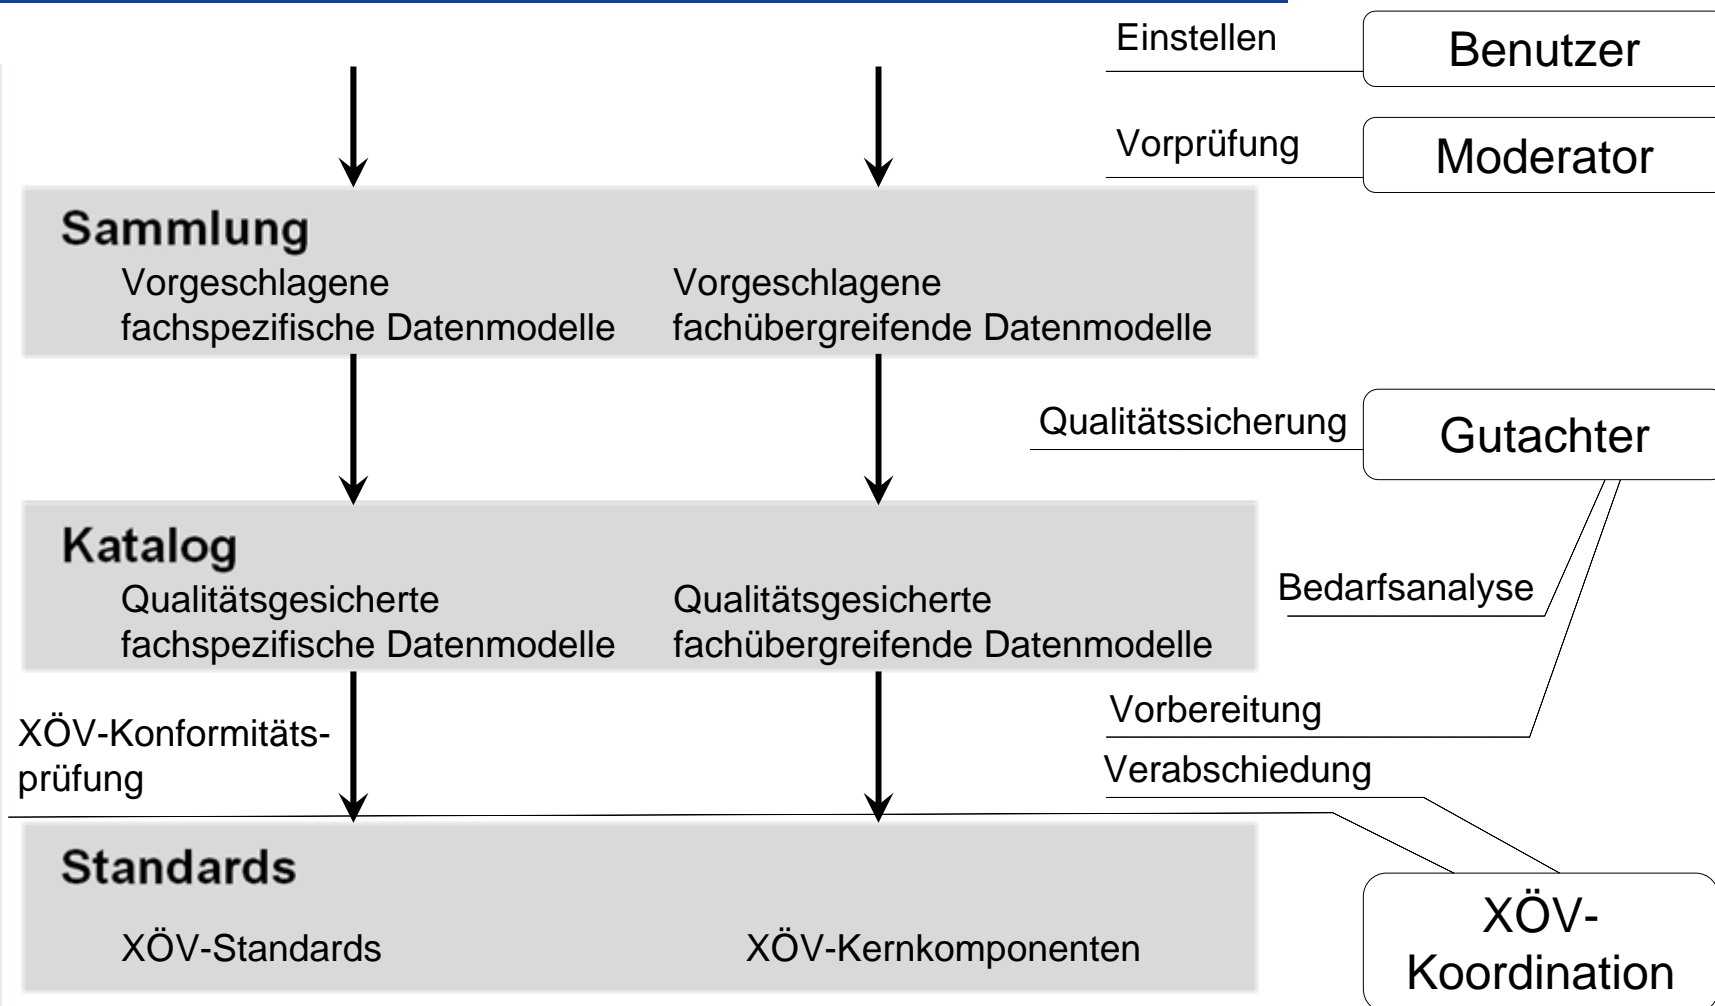 Einstellen
Benutzer
Vorprüfung
Moderator
Sammlung
Vorgeschlagene
fachspezifische Datenmodelle
Vorgeschlagene
fachübergreifende Datenmodelle
Qualitätssicherung
Gutachter
Katalog
Qualitätsgesicherte
fachspezifische Datenmodelle
Qualitätsgesicherte
fachübergreifende Datenmodelle
Bedarfsanalyse
Vorbereitung
XÖV-Konformitäts-
prüfung
Verabschiedung
Standards
XÖV-Standards
XÖV-Kernkomponenten
XÖV-
Koordination